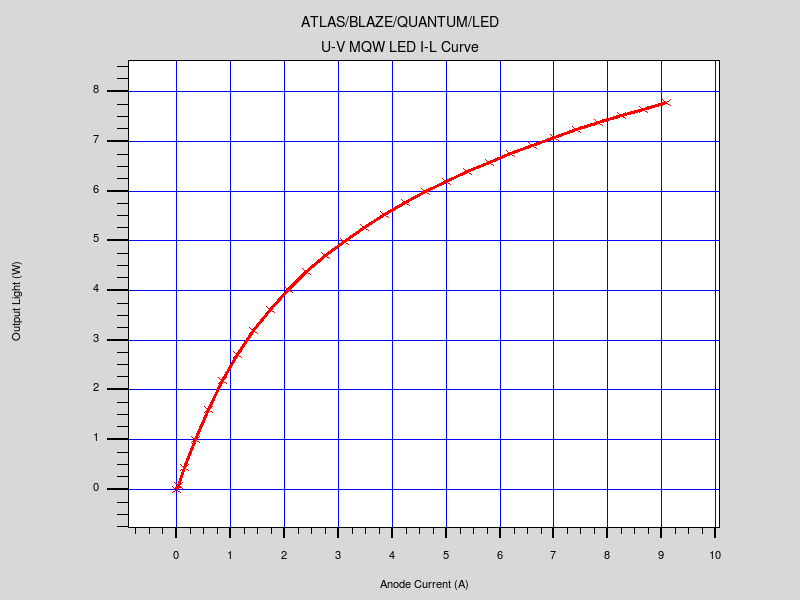 ATLAS/BLAZE/QUANTUM/LED
U-V MQW LED I-L Curve
8
7
6
5
4
3
2
1
0
Output Light (W)
0 1 2 3 4 5 6 7 8 9 10
Anode Current (A)